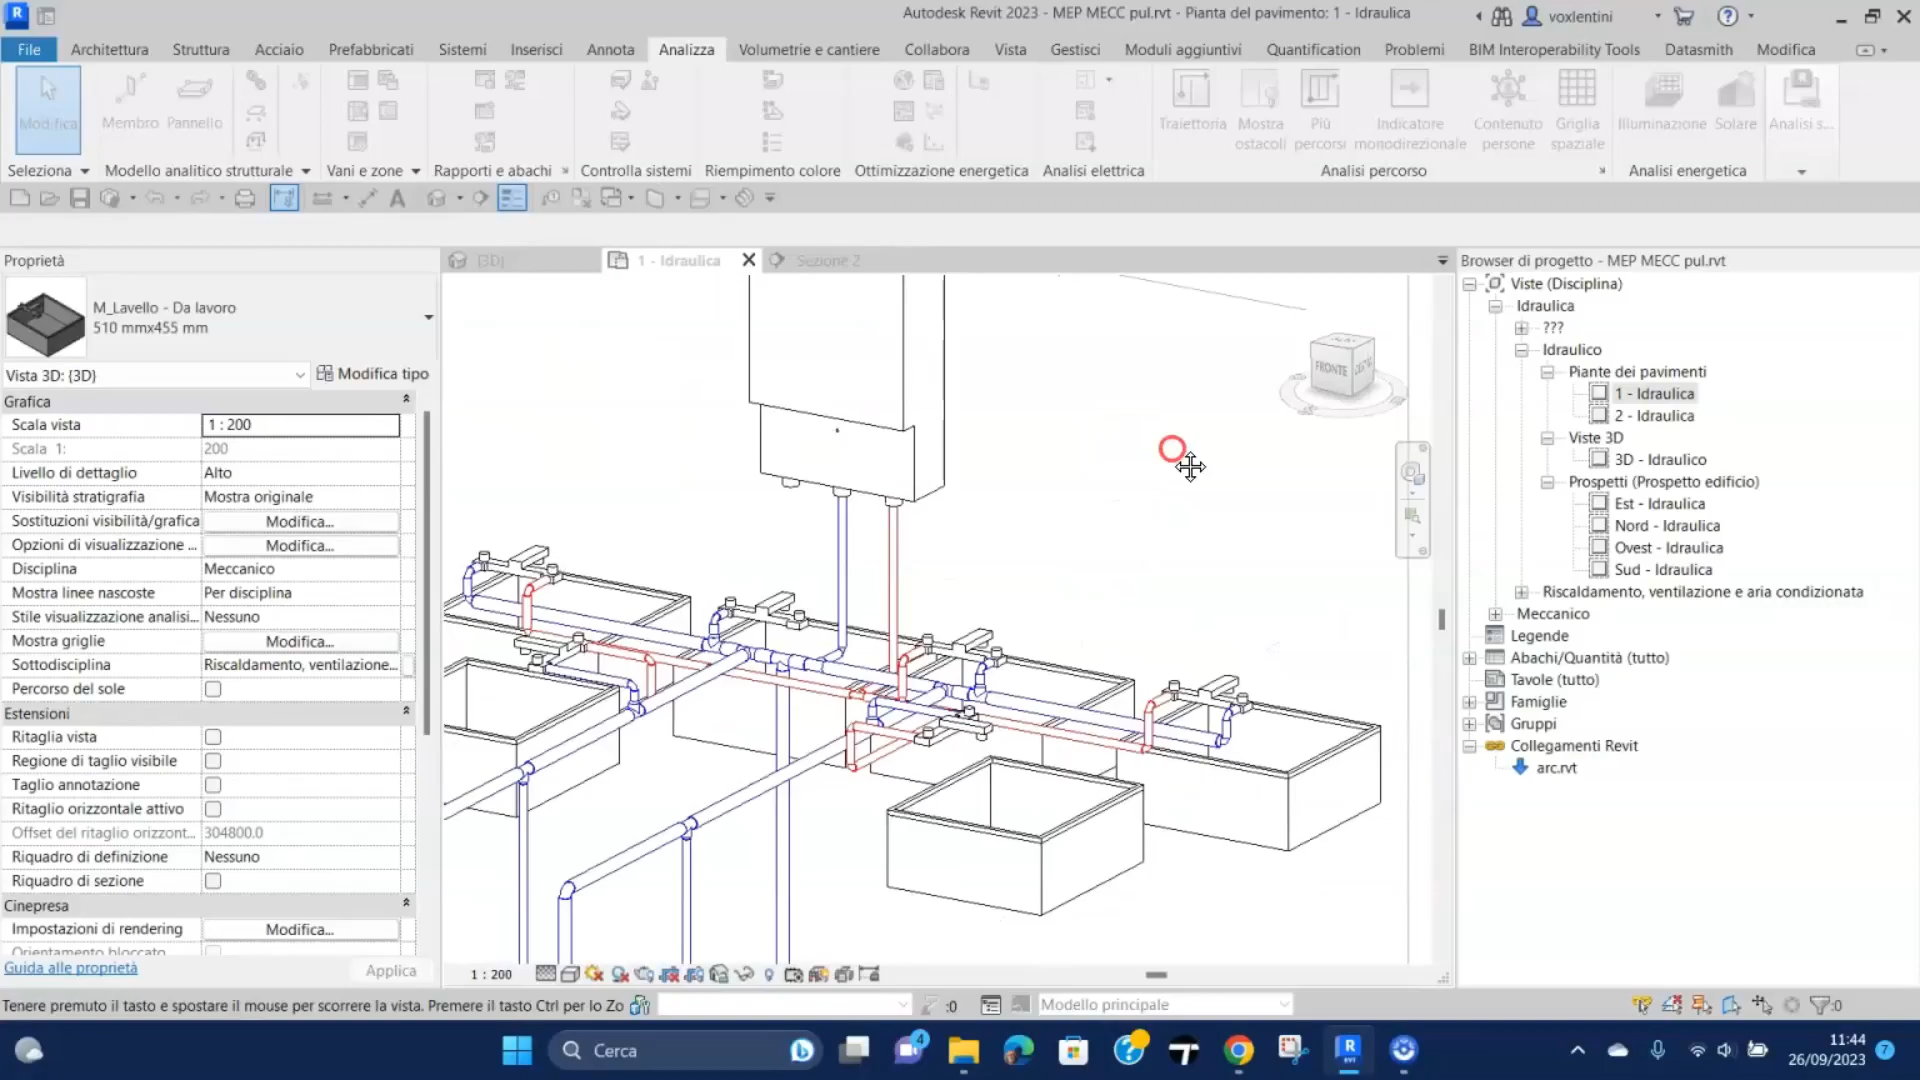 Autodesk Revit 2023 - MEP MECC pul.rvt - Pianta del pavimento: 1 - Idraulica
voxlentini
File
Architettura
Struttura
Acciaio
Prefabbricati
Sistemi
Inserisci
Annota
Analizza
Volumetrie e cantiere
Collabora
Vista
Gestisci
Moduli aggiuntivi
Quantification
Problemi
BIM Interoperability Tools
Datasmith
Modifica
Modifica
Membro
Pannello
Traiettoria
Mostra ostacoli
Più percorsi
Indicatore monodirezionale
Contenuto persone
Griglia spaziale
Illuminazione
Solare
Analisi s...
Seleziona
Modello analitico strutturale
Vani e zone
Rapporti e abachi
Controlla sistemi
Riempimento colore
Ottimizzazione energetica
Analisi elettrica
Analisi percorso
Analisi energetica
Proprietà
M_Lavello - Da lavoro
510 mmx455 mm
Vista 3D: {3D}
Modifica tipo
Grafica
Scala vista 1 : 200
Scala 1: 200
Livello di dettaglio Alto
Visibilità stratigrafia Mostra originale
Sostituzioni visibilità/grafica Modifica...
Opzioni di visualizzazione ... Modifica...
Disciplina Meccanico
Mostra linee nascoste Per disciplina
Stile visualizzazione analisi... Nessuno
Mostra griglie Modifica...
Sottodisciplina Riscaldamento, ventilazione...
Percorso del sole
Estensioni
Ritaglia vista
Regione di taglio visibile
Taglio annotazione
Ritaglio orizzontale attivo
Offset del ritaglio orizzont... 304800.0
Riquadro di definizione Nessuno
Riquadro di sezione
Cinepresa
Impostazioni di rendering Modifica...
Orientamento bloccato
Guida alle proprietà
Applica
{3D}
1 - Idraulica
Sezione 2
FRONTE
1 : 200
Browser di progetto - MEP MECC pul.rvt
Viste (Disciplina)
Idraulica
???
Idraulico
Piante dei pavimenti
1 - Idraulica
2 - Idraulica
Viste 3D
3D - Idraulico
Prospetti (Prospetto edificio)
Est - Idraulica
Nord - Idraulica
Ovest - Idraulica
Sud - Idraulica
Riscaldamento, ventilazione e aria condizionata
Meccanico
Legende
Abachi/Quantità (tutto)
Tavole (tutto)
Famiglie
Gruppi
Collegamenti Revit
arc.rvt
Tenere premuto il tasto e spostare il mouse per scorrere la vista. Premere il tasto Ctrl per lo Zo
:0
Modello principale
:0
Cerca
4
11:44
26/09/2023
7